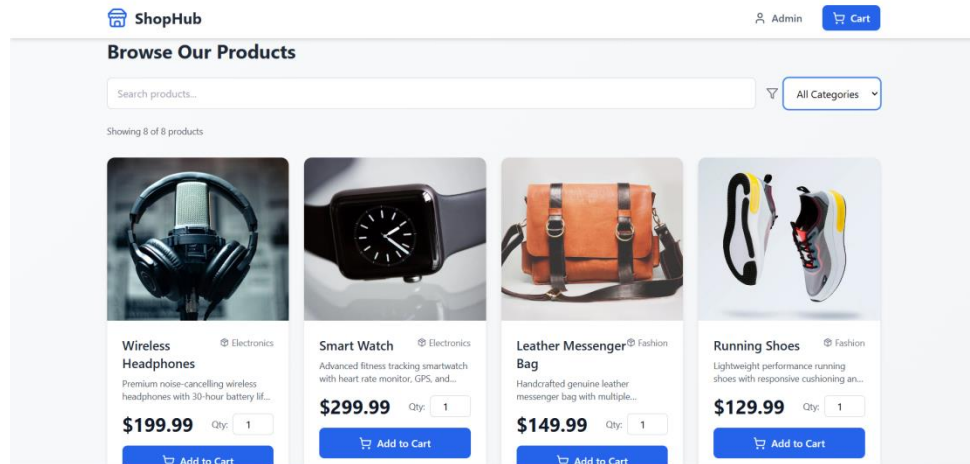 ShopHub
Admin
Cart
Browse Our Products
Search products...
All Categories
Showing 8 of 8 products
Wireless Headphones
Electronics
Premium noise-cancelling wireless
headphones with 30-hour battery lif...
$199.99
Qty: 1
Add to Cart
Smart Watch
Electronics
Advanced fitness tracking smartwatch
with heart rate monitor, GPS, and...
$299.99
Qty: 1
Add to Cart
Leather Messenger
Bag
Fashion
Handcrafted genuine leather
messenger bag with multiple...
$149.99
Qty: 1
Add to Cart
Running Shoes
Fashion
Lightweight performance running
shoes with responsive cushioning an...
$129.99
Qty: 1
Add to Cart